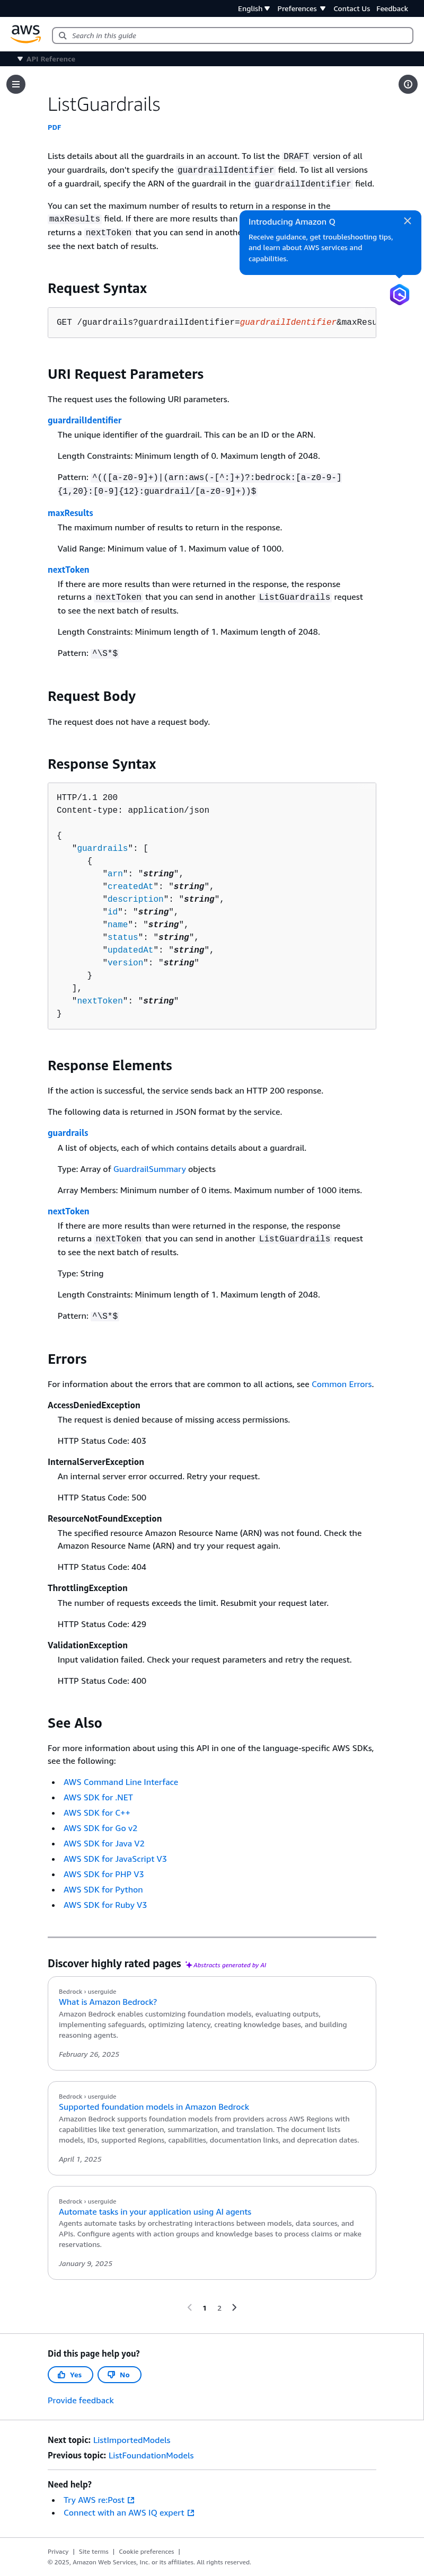 English Preferences Contact Us Feedback
aws
Search in this guide
API Reference
ListGuardrails
PDF
Lists details about all the guardrails in an account. To list the DRAFT version of all
your guardrails, don't specify the guardrailIdentifier field. To list all versions
of a guardrail, specify the ARN of the guardrail in the guardrailIdentifier field.
You can set the maximum number of results to return in a response in the
maxResults field. If there are more results than
returns a nextToken that you can send in another
see the next batch of results.
Introducing Amazon Q
Receive guidance, get troubleshooting tips,
and learn about AWS services and
capabilities.
Request Syntax
GET /guardrails?guardrailIdentifier=guardrailIdentifier&maxResu
URI Request Parameters
The request uses the following URI parameters.
guardrailIdentifier
The unique identifier of the guardrail. This can be an ID or the ARN.
Length Constraints: Minimum length of 0. Maximum length of 2048.
Pattern: ^(([a-z0-9]+)|(arn:aws(-[^:]+)?:bedrock:[a-z0-9-]
{1,20}:[0-9]{12}:guardrail/[a-z0-9]+))$
maxResults
The maximum number of results to return in the response.
Valid Range: Minimum value of 1. Maximum value of 1000.
nextToken
If there are more results than were returned in the response, the response
returns a nextToken that you can send in another ListGuardrails request
to see the next batch of results.
Length Constraints: Minimum length of 1. Maximum length of 2048.
Pattern: ^\S*$
Request Body
The request does not have a request body.
Response Syntax
HTTP/1.1 200
Content-type: application/json
{
"guardrails": [
{
"arn": "string",
"createdAt": "string",
"description": "string",
"id": "string",
"name": "string",
"status": "string",
"updatedAt": "string",
"version": "string"
}
],
"nextToken": "string"
}
Response Elements
If the action is successful, the service sends back an HTTP 200 response.
The following data is returned in JSON format by the service.
guardrails
A list of objects, each of which contains details about a guardrail.
Type: Array of GuardrailSummary objects
Array Members: Minimum number of 0 items. Maximum number of 1000 items.
nextToken
If there are more results than were returned in the response, the response
returns a nextToken that you can send in another ListGuardrails request
to see the next batch of results.
Type: String
Length Constraints: Minimum length of 1. Maximum length of 2048.
Pattern: ^\S*$
Errors
For information about the errors that are common to all actions, see Common Errors.
AccessDeniedException
The request is denied because of missing access permissions.
HTTP Status Code: 403
InternalServerException
An internal server error occurred. Retry your request.
HTTP Status Code: 500
ResourceNotFoundException
The specified resource Amazon Resource Name (ARN) was not found. Check the
Amazon Resource Name (ARN) and try your request again.
HTTP Status Code: 404
ThrottlingException
The number of requests exceeds the limit. Resubmit your request later.
HTTP Status Code: 429
ValidationException
Input validation failed. Check your request parameters and retry the request.
HTTP Status Code: 400
See Also
For more information about using this API in one of the language-specific AWS SDKs,
see the following:
• AWS Command Line Interface
• AWS SDK for .NET
• AWS SDK for C++
• AWS SDK for Go v2
• AWS SDK for Java V2
• AWS SDK for JavaScript V3
• AWS SDK for PHP V3
• AWS SDK for Python
• AWS SDK for Ruby V3
Discover highly rated pages Abstracts generated by AI
Bedrock › userguide
What is Amazon Bedrock?
Amazon Bedrock enables customizing foundation models, evaluating outputs,
implementing safeguards, optimizing latency, creating knowledge bases, and building
reasoning agents.
February 26, 2025
Bedrock › userguide
Supported foundation models in Amazon Bedrock
Amazon Bedrock supports foundation models from providers across AWS Regions with
capabilities like text generation, summarization, and translation. The document lists
models, IDs, supported Regions, capabilities, documentation links, and deprecation dates.
April 1, 2025
Bedrock › userguide
Automate tasks in your application using AI agents
Agents automate tasks by orchestrating interactions between models, data sources, and
APIs. Configure agents with action groups and knowledge bases to process claims or make
reservations.
January 9, 2025
1 2
Did this page help you?
Yes No
Provide feedback
Next topic: ListImportedModels
Previous topic: ListFoundationModels
Need help?
• Try AWS re:Post
• Connect with an AWS IQ expert
Privacy | Site terms | Cookie preferences |
© 2025, Amazon Web Services, Inc. or its affiliates. All rights reserved.